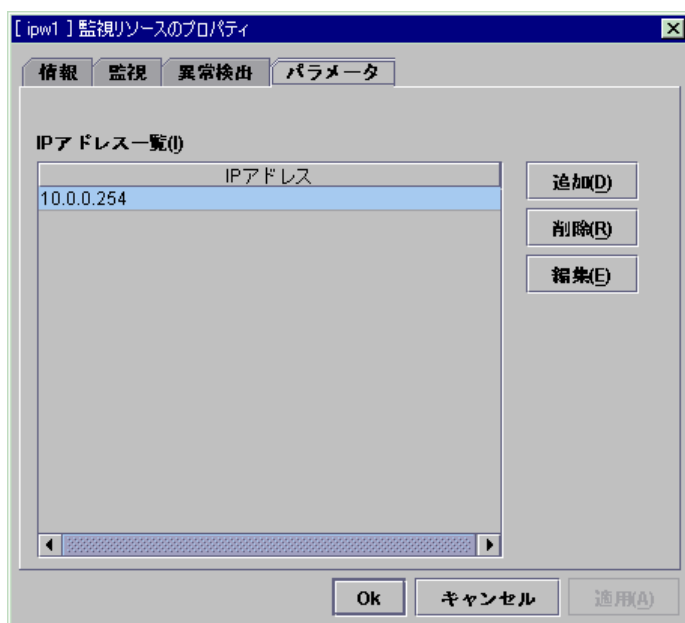 [ ipw1 ] 監視リソースのプロパティ
情報 監視 異常検出 パラメータ
IPアドレス一覧(I)
IPアドレス
10.0.0.254
追加(D)
削除(R)
編集(E)
Ok キャンセル 適用(A)